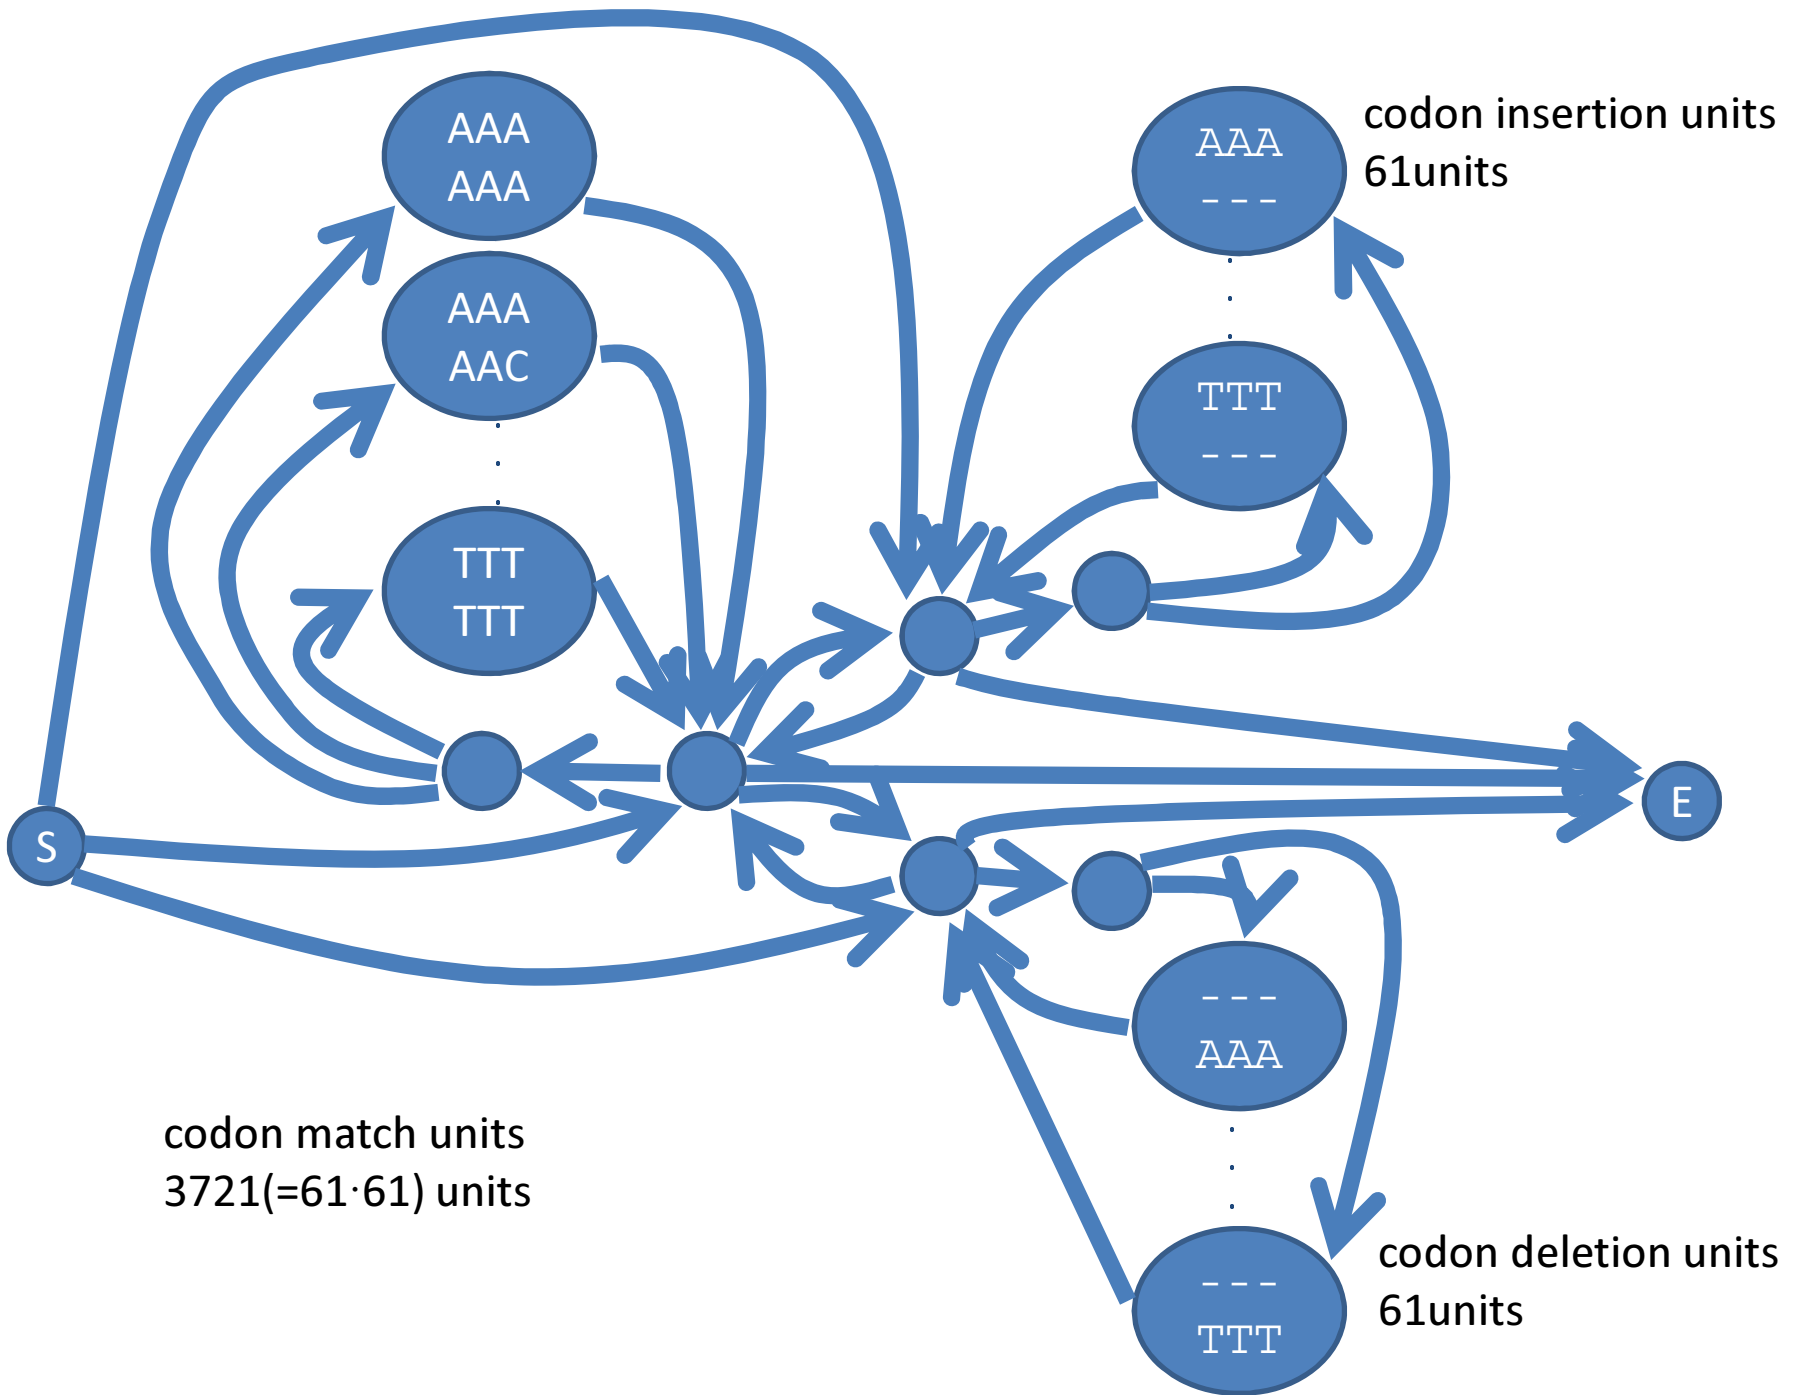 AAA
AAA
AAA
AAC
TTT
TTT
AAA
---
TTT
---
codon insertion units
61units
S
E
---
AAA
---
TTT
codon match units
3721(=61·61) units
codon deletion units
61units